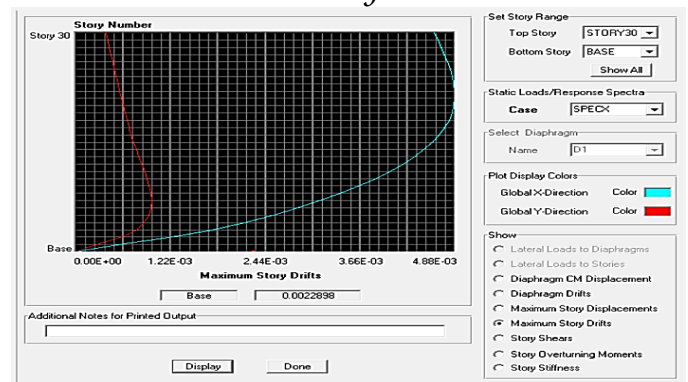 Story Number
Story 30
Base
0.00E+00 1.22E-03 2.44E-03 3.66E-03 4.88E-03
Maximum Story Drifts
Base 0.0022898
Additional Notes for Printed Output
Display Done
Set Story Range
Top Story STORY30
Bottom Story BASE
Show All
Static Loads/Response Spectra
Case SPECX
Select Diaphragm
Name D1
Plot Display Colors
Global X-Direction Color
Global Y-Direction Color
Show
Lateral Loads to Diaphragms
Lateral Loads to Stories
Diaphragm CM Displacement
Diaphragm Drifts
Maximum Story Displacements
Maximum Story Drifts
Story Shears
Story Overturning Moments
Story Stiffness